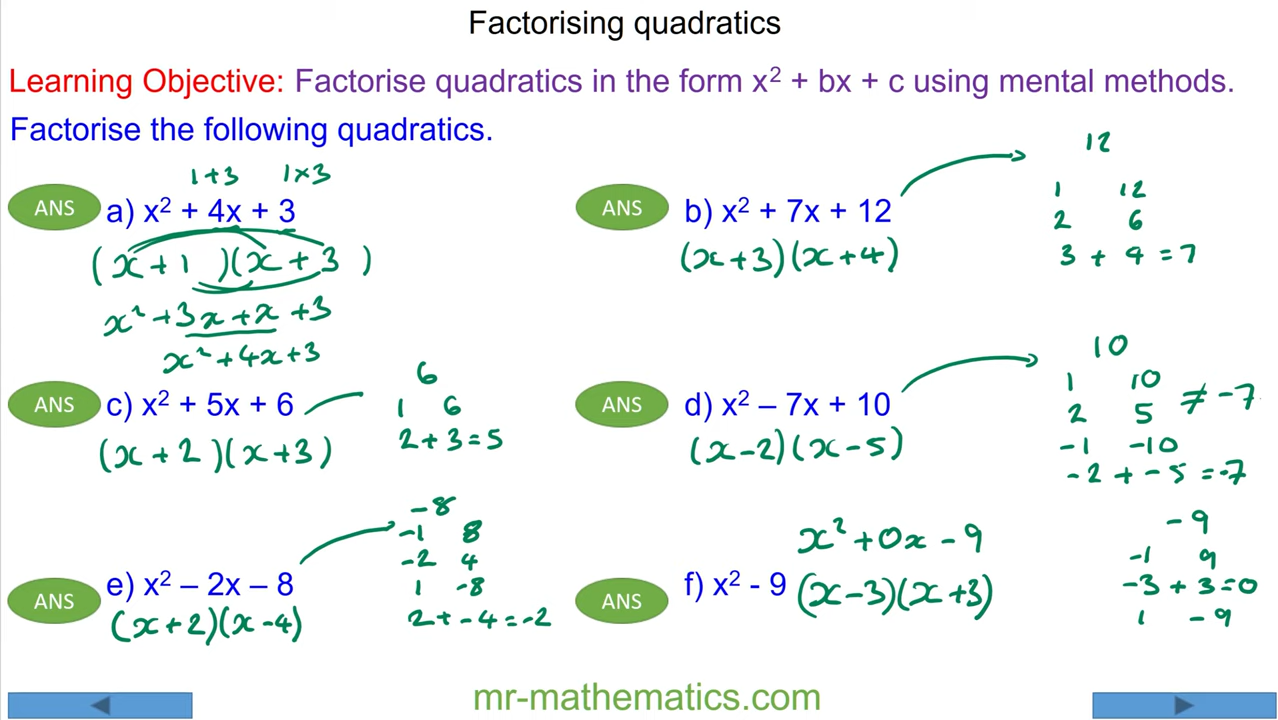 Factorising quadratics
Learning Objective: Factorise quadratics in the form x² + bx + c using mental methods.
Factorise the following quadratics.
1+3 1×3
ANS a) x² + 4x + 3
(x+1 )(x+3 )
x²+3x+x+3
x²+4x+3
ANS b) x² + 7x + 12
(x+3)(x+4)
12
1 12
2 6
3 + 4 = 7
ANS c) x² + 5x + 6
(x+2)(x+3)
6
1 6
2+3=5
ANS d) x² – 7x + 10
(x-2)(x-5)
10
1 10
2 5 ≠ -7
-1 -10
-2 + -5 = -7
ANS e) x² – 2x – 8
(x+2)(x-4)
-8
-1 8
-2 4
1 -8
2+-4=-2
x²+0x-9
ANS f) x² - 9 (x-3)(x+3)
-9
-1 9
-3+3=0
1 -9
mr-mathematics.com